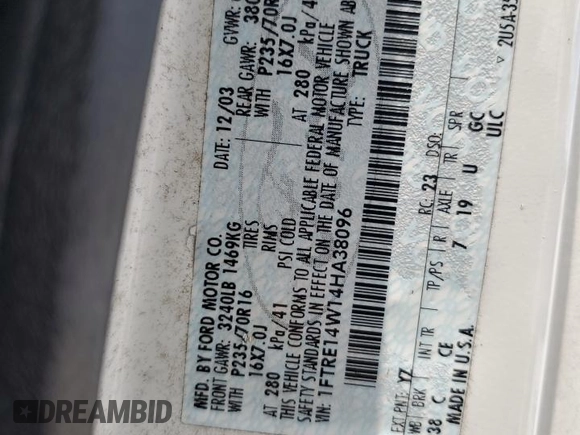 MFD. BY FORD MOTOR CO.
DATE: 12/03
GVWR:
FRONT GAWR: 3240LB 1469KG
REAR GAWR:
WITH P235/70R16 TIRES
WITH P235/70R
16X7.0J RIMS
16X7.0J
AT 280 kPa/41 PSI COLD
AT 280 kPa/41
THIS VEHICLE CONFORMS TO ALL APPLICABLE FEDERAL MOTOR VEHICLE
SAFETY STANDARDS IN EFFECT ON THE DATE OF MANUFACTURE SHOWN AB
VIN: 1FTRE14W14HA38096
TYPE: TRUCK
EXT PNT: YZ RC: 23 DSO:
WB BRK INT TR TP/PS R AXLE TR SPR
38 C CE 7 19 U GC
ULC
MADE IN U.S.A.
DREAMBID